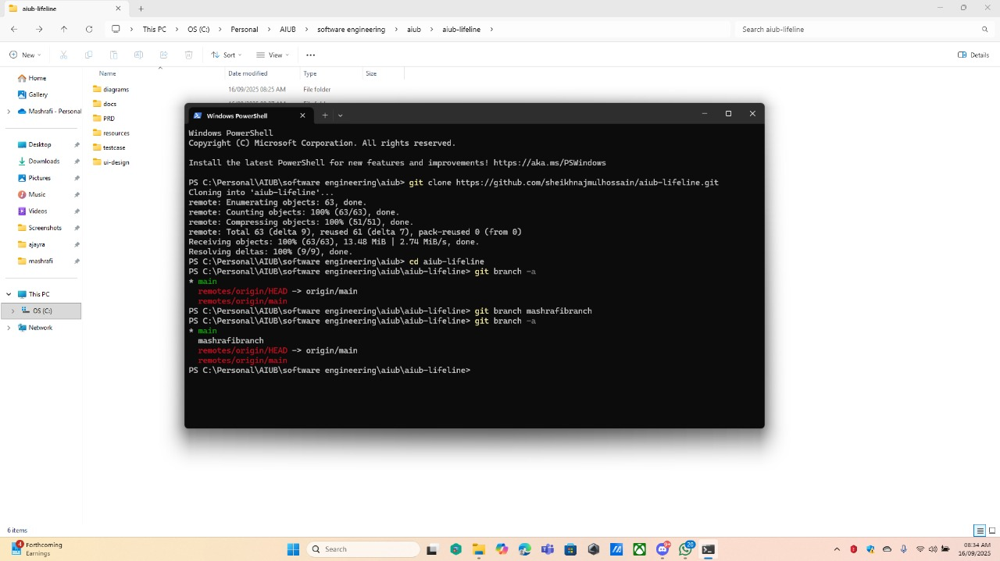 aiub-lifeline
This PC > OS (C:) > Personal > AIUB > software engineering > aiub > aiub-lifeline >
Search aiub-lifeline
New
Sort
View
Details
Name
Date modified
Type
Size
Home
Gallery
Mashrafi - Personal
Desktop
Downloads
Pictures
Music
Videos
Screenshots
ajayra
mashrafi
This PC
OS (C:)
Network
diagrams
16/09/2025 08:25 AM
File folder
docs
PRD
resources
testcase
ui-design
Windows PowerShell
Windows PowerShell
Copyright (C) Microsoft Corporation. All rights reserved.
Install the latest PowerShell for new features and improvements! https://aka.ms/PSWindows
PS C:\Personal\AIUB\software engineering\aiub> git clone https://github.com/sheikhnajmulhossain/aiub-lifeline.git
Cloning into 'aiub-lifeline'...
remote: Enumerating objects: 63, done.
remote: Counting objects: 100% (63/63), done.
remote: Compressing objects: 100% (51/51), done.
remote: Total 63 (delta 9), reused 61 (delta 7), pack-reused 0 (from 0)
Receiving objects: 100% (63/63), 13.48 MiB | 2.74 MiB/s, done.
Resolving deltas: 100% (9/9), done.
PS C:\Personal\AIUB\software engineering\aiub> cd aiub-lifeline
PS C:\Personal\AIUB\software engineering\aiub\aiub-lifeline> git branch -a
* main
remotes/origin/HEAD -> origin/main
remotes/origin/main
PS C:\Personal\AIUB\software engineering\aiub\aiub-lifeline> git branch mashrafibranch
PS C:\Personal\AIUB\software engineering\aiub\aiub-lifeline> git branch -a
* main
mashrafibranch
remotes/origin/HEAD -> origin/main
remotes/origin/main
PS C:\Personal\AIUB\software engineering\aiub\aiub-lifeline>
6 items
4
Forthcoming
Earnings
Search
9+
20
08:34 AM
16/09/2025